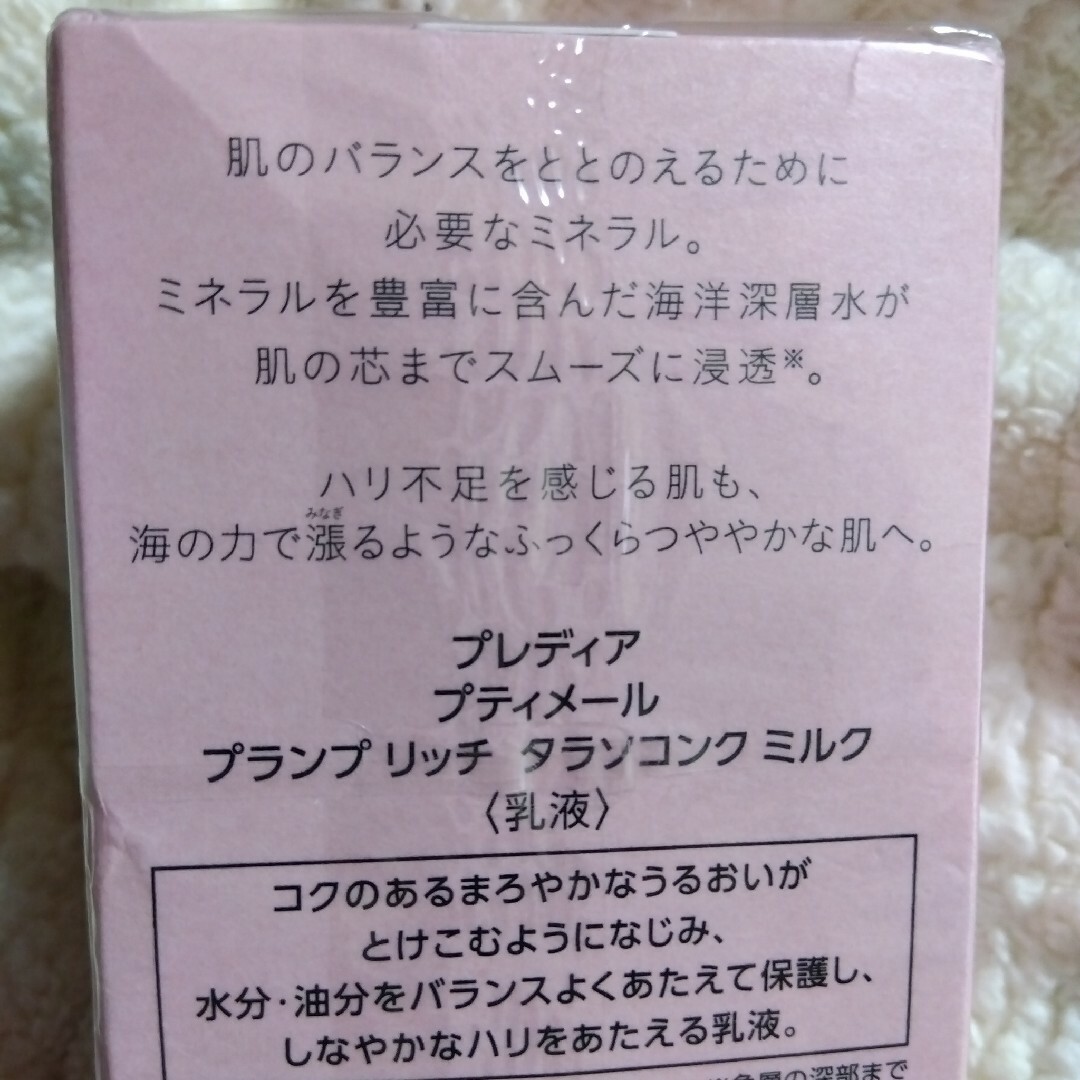 肌のバランスをととのえるために
必要なミネラル。
ミネラルを豊富に含んだ海洋深層水が
肌の芯までスムーズに浸透※。
ハリ不足を感じる肌も、
みなぎ
海の力で漲るようなふっくらつややかな肌へ。
プレディア
プティメール
プランプ リッチ タラソコンク ミルク
〈乳液〉
コクのあるまろやかなうるおいが
とけこむようになじみ、
水分・油分をバランスよくあたえて保護し、
しなやかなハリをあたえる乳液。
※角層の深部まで